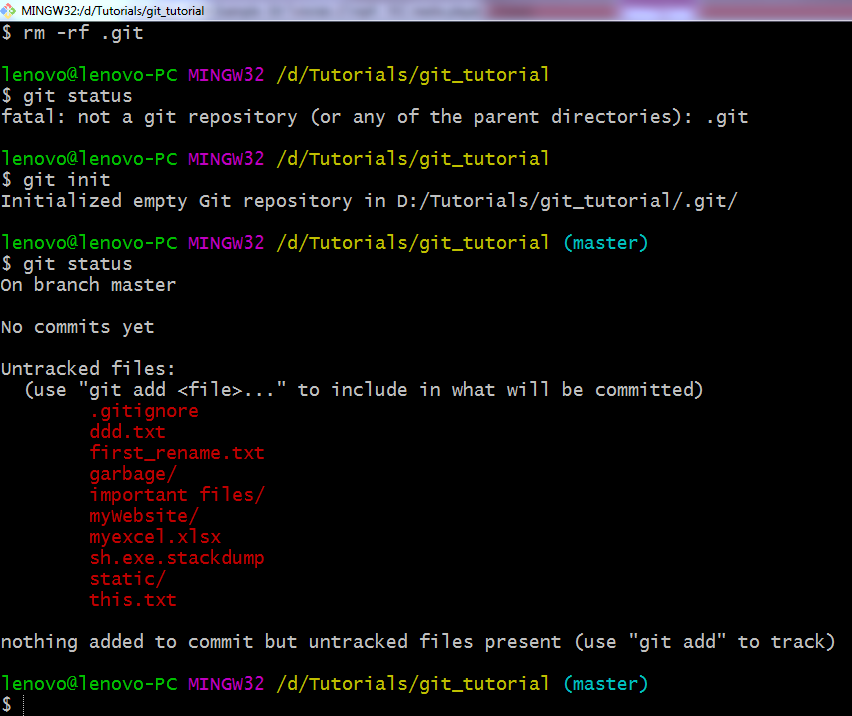 MINGW32:/d/Tutorials/git_tutorial
$ rm -rf .git
lenovo@lenovo-PC MINGW32 /d/Tutorials/git_tutorial
$ git status
fatal: not a git repository (or any of the parent directories): .git
lenovo@lenovo-PC MINGW32 /d/Tutorials/git_tutorial
$ git init
Initialized empty Git repository in D:/Tutorials/git_tutorial/.git/
lenovo@lenovo-PC MINGW32 /d/Tutorials/git_tutorial (master)
$ git status
On branch master
No commits yet
Untracked files:
(use "git add <file>..." to include in what will be committed)
.gitignore
ddd.txt
first_rename.txt
garbage/
important files/
myWebsite/
myexcel.xlsx
sh.exe.stackdump
static/
this.txt
nothing added to commit but untracked files present (use "git add" to track)
lenovo@lenovo-PC MINGW32 /d/Tutorials/git_tutorial (master)
$